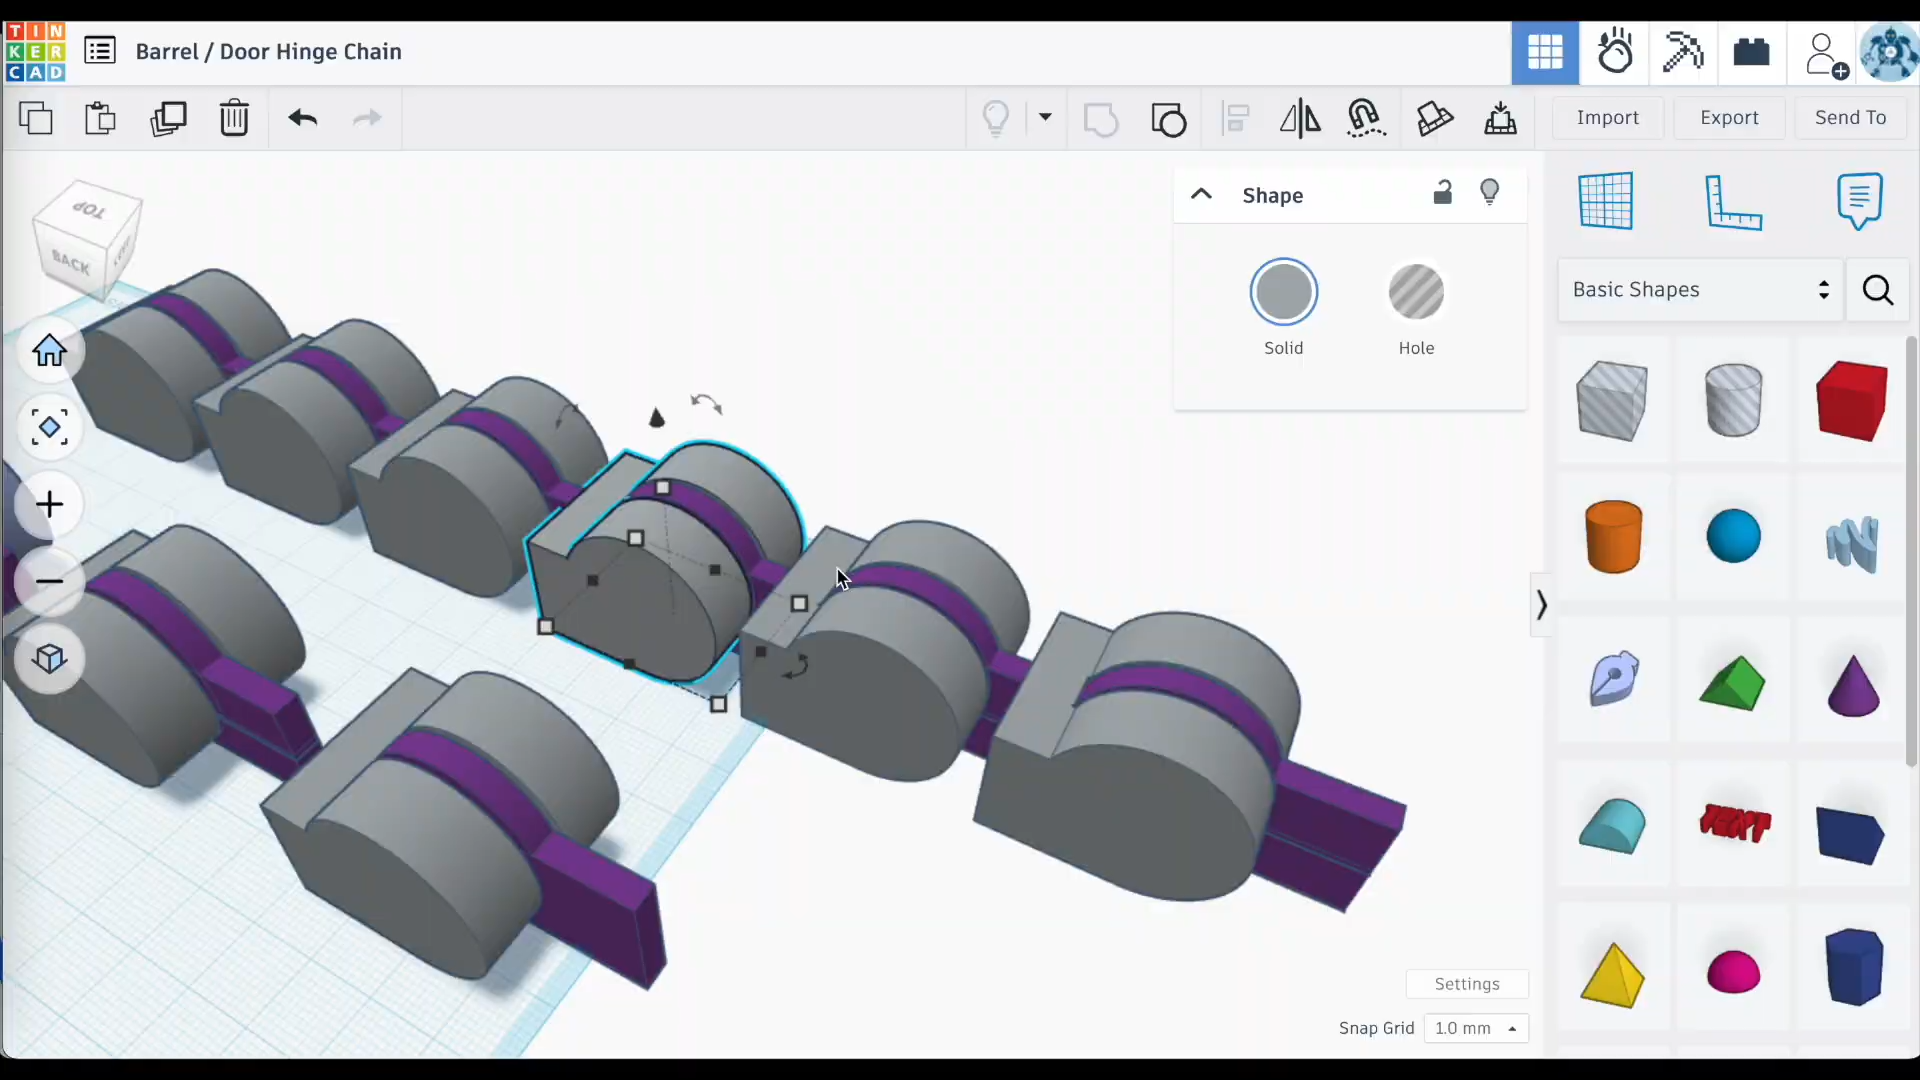 TIN
KER
CAD
Barrel / Door Hinge Chain
Import
Export
Send To
TOP
BACK
Shape
Solid
Hole
Basic Shapes
TEXT
Settings
Snap Grid
1.0 mm